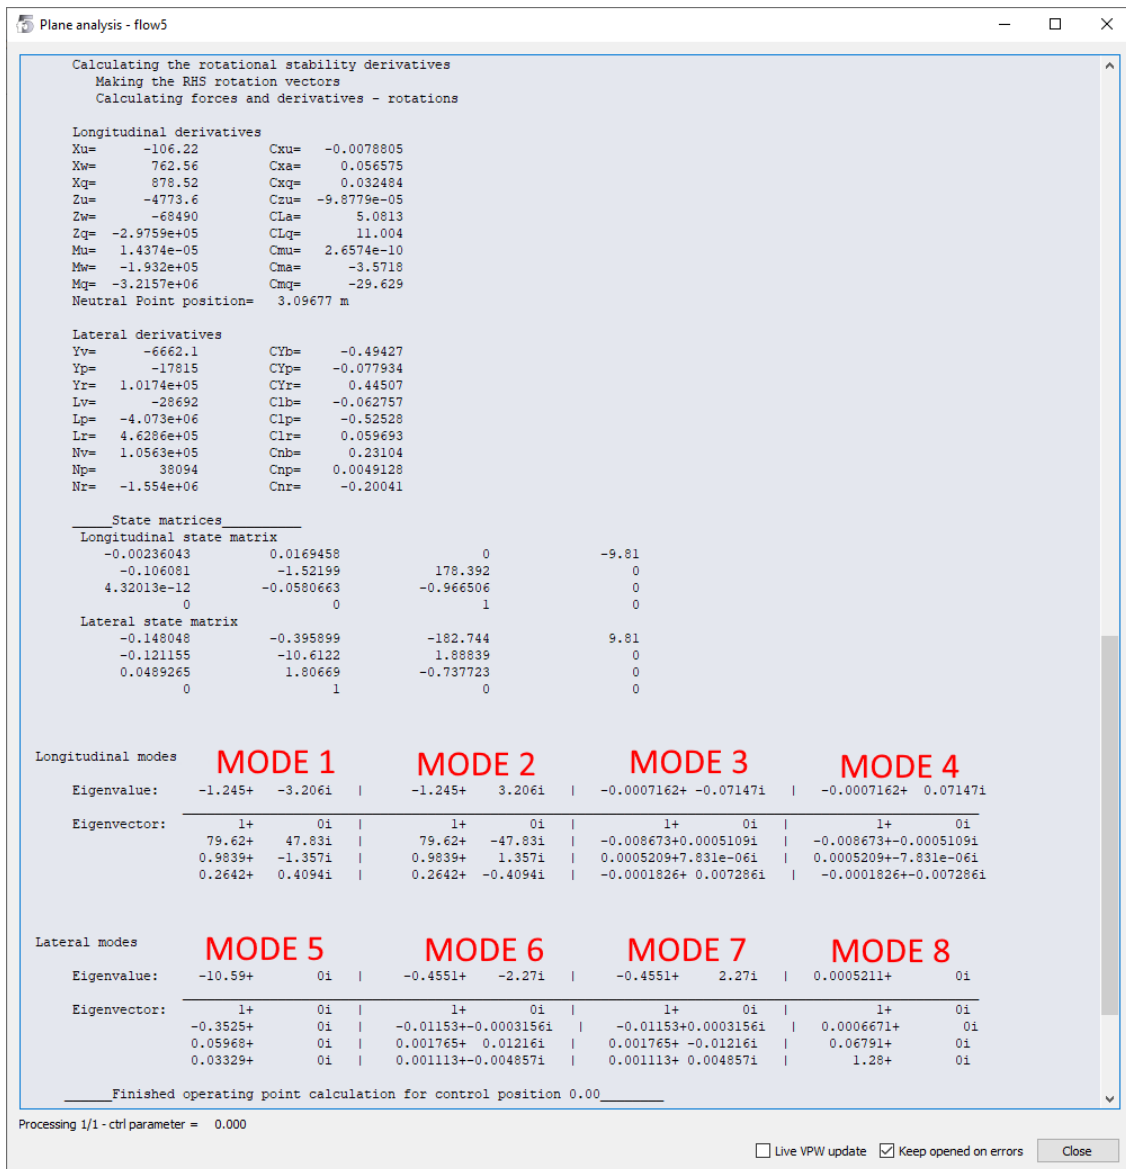 Plane analysis - flow5
Calculating the rotational stability derivatives
Making the RHS rotation vectors
Calculating forces and derivatives - rotations
Longitudinal derivatives
Xu= -106.22 Cxu= -0.0078805
Xw= 762.56 Cxa= 0.056575
Xq= 878.52 Cxq= 0.032484
Zu= -4773.6 Czu= -9.8779e-05
Zw= -68490 CLa= 5.0813
Zq= -2.9759e+05 CLq= 11.004
Mu= 1.4374e-05 Cmu= 2.6574e-10
Mw= -1.932e+05 Cma= -3.5718
Mq= -3.2157e+06 Cmq= -29.629
Neutral Point position= 3.09677 m
Lateral derivatives
Yv= -6662.1 CYb= -0.49427
Yp= -17815 CYp= -0.077934
Yr= 1.0174e+05 CYr= 0.44507
Lv= -28692 Clb= -0.062757
Lp= -4.073e+06 Clp= -0.52528
Lr= 4.6286e+05 Clr= 0.059693
Nv= 1.0563e+05 Cnb= 0.23104
Np= 38094 Cnp= 0.0049128
Nr= -1.554e+06 Cnr= -0.20041
_____State matrices__________
Longitudinal state matrix
-0.00236043 0.0169458 0 -9.81
-0.106081 -1.52199 178.392 0
4.32013e-12 -0.0580663 -0.966506 0
0 0 1 0
Lateral state matrix
-0.148048 -0.395899 -182.744 9.81
-0.121155 -10.6122 1.88839 0
0.0489265 1.80669 -0.737723 0
0 1 0 0
Longitudinal modes MODE 1 MODE 2 MODE 3 MODE 4
Eigenvalue: -1.245+ -3.206i | -1.245+ 3.206i | -0.0007162+ -0.07147i | -0.0007162+ 0.07147i
Eigenvector: 1+ 0i | 1+ 0i | 1+ 0i | 1+ 0i
79.62+ 47.83i | 79.62+ -47.83i | -0.008673+0.0005109i | -0.008673+-0.0005109i
0.9839+ -1.357i | 0.9839+ 1.357i | 0.0005209+7.831e-06i | 0.0005209+-7.831e-06i
0.2642+ 0.4094i | 0.2642+ -0.4094i | -0.0001826+ 0.007286i | -0.0001826+-0.007286i
Lateral modes MODE 5 MODE 6 MODE 7 MODE 8
Eigenvalue: -10.59+ 0i | -0.4551+ -2.27i | -0.4551+ 2.27i | 0.0005211+ 0i
Eigenvector: 1+ 0i | 1+ 0i | 1+ 0i | 1+ 0i
-0.3525+ 0i | -0.01153+-0.0003156i | -0.01153+0.0003156i | 0.0006671+ 0i
0.05968+ 0i | 0.001765+ 0.01216i | 0.001765+ -0.01216i | 0.06791+ 0i
0.03329+ 0i | 0.001113+-0.004857i | 0.001113+ 0.004857i | 1.28+ 0i
______Finished operating point calculation for control position 0.00________
Processing 1/1 - ctrl parameter = 0.000
Live VPW update Keep opened on errors Close